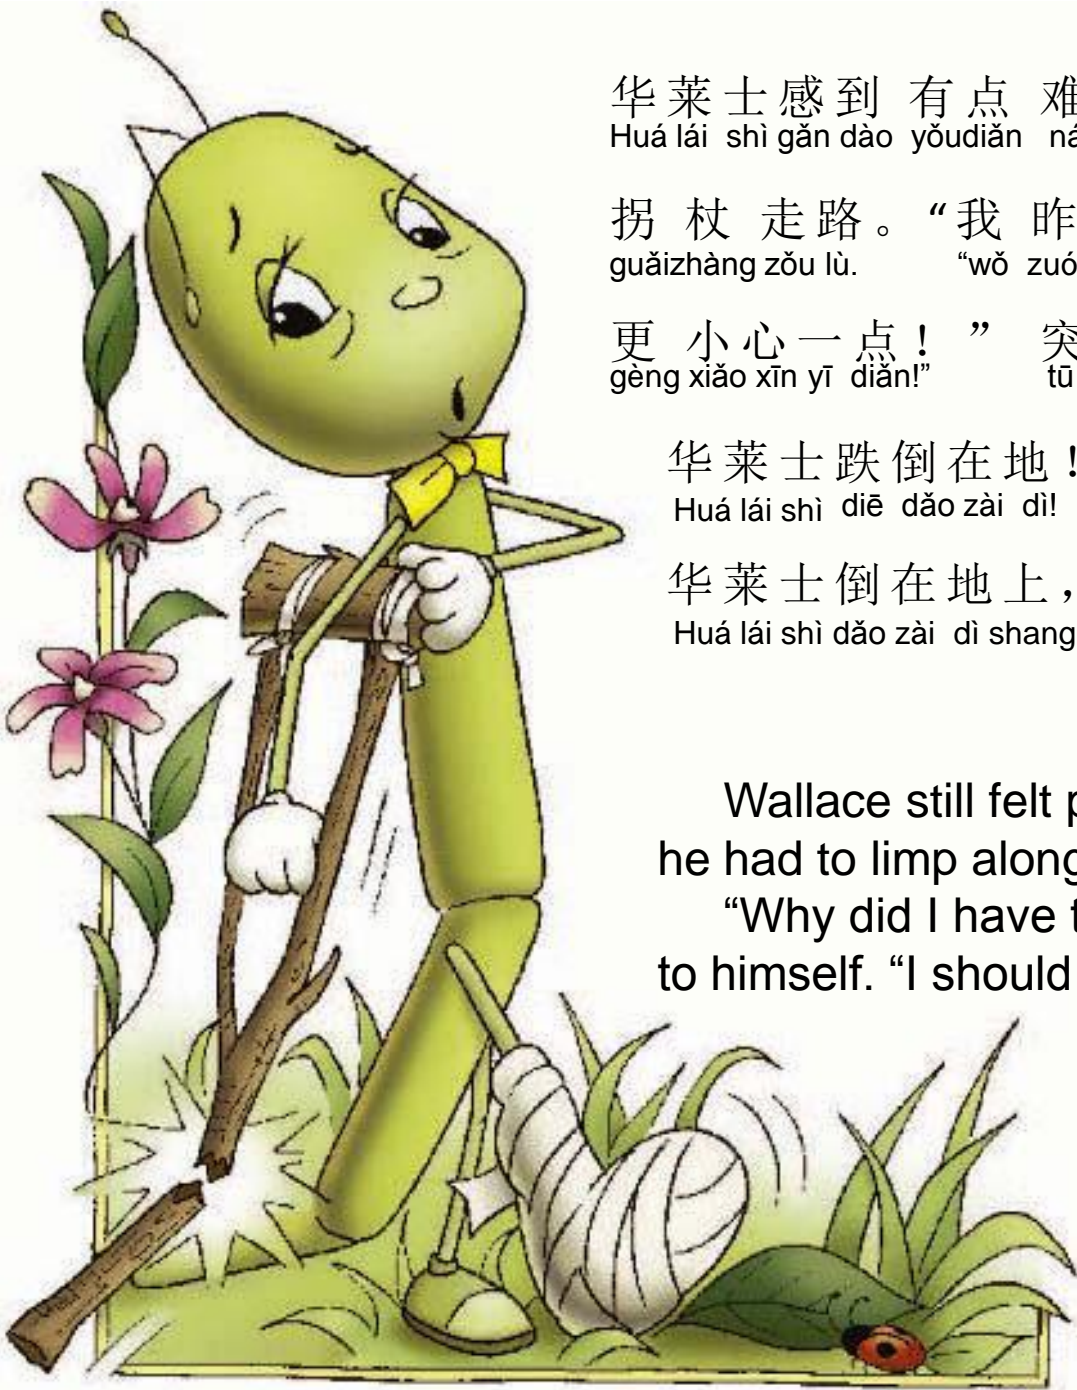 华莱士感到 有点 难
Huá lái shì gǎn dào yǒudiǎn
拐杖 走路。“我 昨
guǎizhàng zǒu lù. “wǒ
更 小心一点！” 突
gèng xiǎo xīn yī diǎn!” tū
华莱士跌倒在地！
Huá lái shì diē dǎo zài dì!
华莱士倒在地上，
Huá lái shì dǎo zài dì shang
Wallace still felt
he had to limp along
“Why did I have
to himself. “I should